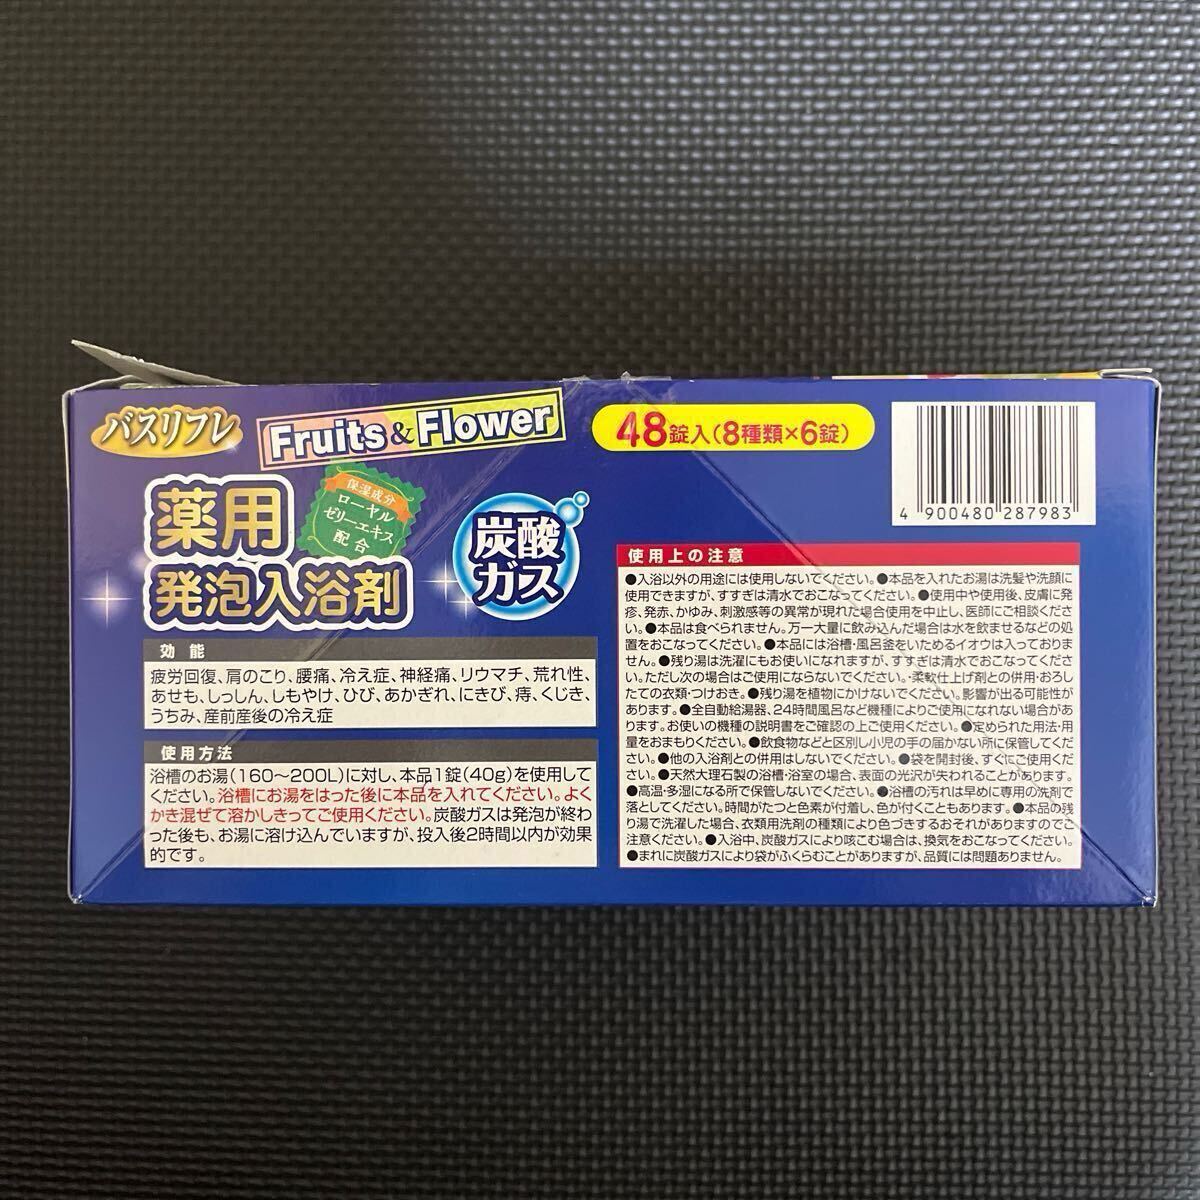 バスリフレ
Fruits & Flower
48錠入(8種類×6錠)
薬用
発泡入浴剤
保湿成分
ローヤル
ゼリーエキス
配合
炭酸
ガス
4 900480 287983
効能
疲労回復、肩のこり、腰痛、冷え症、神経痛、リウマチ、荒れ性、
あせも、しっしん、しもやけ、ひび、あかぎれ、にきび、痔、くじき、
うちみ、産前産後の冷え症
使用方法
浴槽のお湯(160〜200L)に対し、本品1錠(40g)を使用して
ください。浴槽にお湯をはった後に本品を入れてください。よく
かき混ぜて溶かしきってご使用ください。炭酸ガスは発泡が終わ
った後も、お湯に溶け込んでいますが、投入後2時間以内が効果
的です。
使用上の注意
●入浴以外の用途には使用しないでください。●本品を入れたお湯は洗髪や洗顔に
使用できますが、すすぎは清水でおこなってください。●使用中や使用後、皮膚に発
疹、発赤、かゆみ、刺激感等の異常が現れた場合使用を中止し、医師にご相談くださ
い。●本品は食べられません。万一大量に飲み込んだ場合は水を飲ませるなどの処
置をおこなってください。●本品には浴槽・風呂釜をいためるイオウは入っておりま
せん。●残り湯は洗濯にもお使いになれますが、すすぎは清水でおこなってくださ
い。ただし次の場合はご使用にならないでください。・柔軟仕上げ剤との併用・おろし
たての衣類・つけおき。●残り湯を植物にかけないでください。影響が出る可能性が
あります。●全自動給湯器、24時間風呂など機種によりご使用になれない場合があ
ります。お使いの機種の説明書をご確認の上ご使用ください。●定められた用法・用
量をおまもりください。●飲食物などと区別し小児の手の届かない所に保管してくだ
さい。●他の入浴剤との併用はしないでください。●袋を開封後、すぐにご使用くだ
さい。●天然大理石製の浴槽・浴室の場合、表面の光沢が失われることがあります。
●高温・多湿になる所で保管しないでください。●浴槽の汚れは早めに専用の洗剤で
落としてください。時間がたつと色素が付着し、色が付くこともあります。●本品の残
り湯で洗濯した場合、衣類用洗剤の種類により色づきするおそれがありますのでご
注意ください。●入浴中、炭酸ガスにより咳こむ場合は、換気をおこなってください。
●まれに炭酸ガスにより袋がふくらむことがありますが、品質には問題ありません。